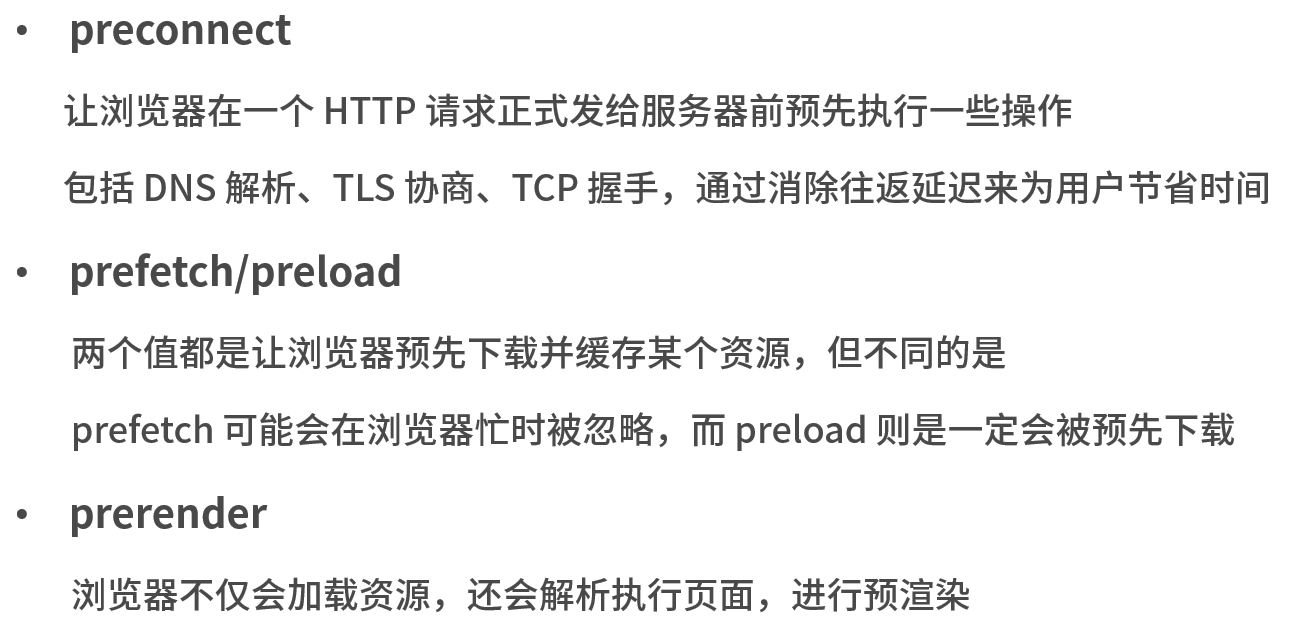 • preconnect
让浏览器在一个 HTTP 请求正式发给服务器前预先执行一些操作
包括 DNS 解析、TLS 协商、TCP 握手，通过消除往返延迟来为用户节省时间
• prefetch/preload
两个值都是让浏览器预先下载并缓存某个资源，但不同的是
prefetch 可能会在浏览器忙时被忽略，而 preload 则是一定会被预先下载
• prerender
浏览器不仅会加载资源，还会解析执行页面，进行预渲染